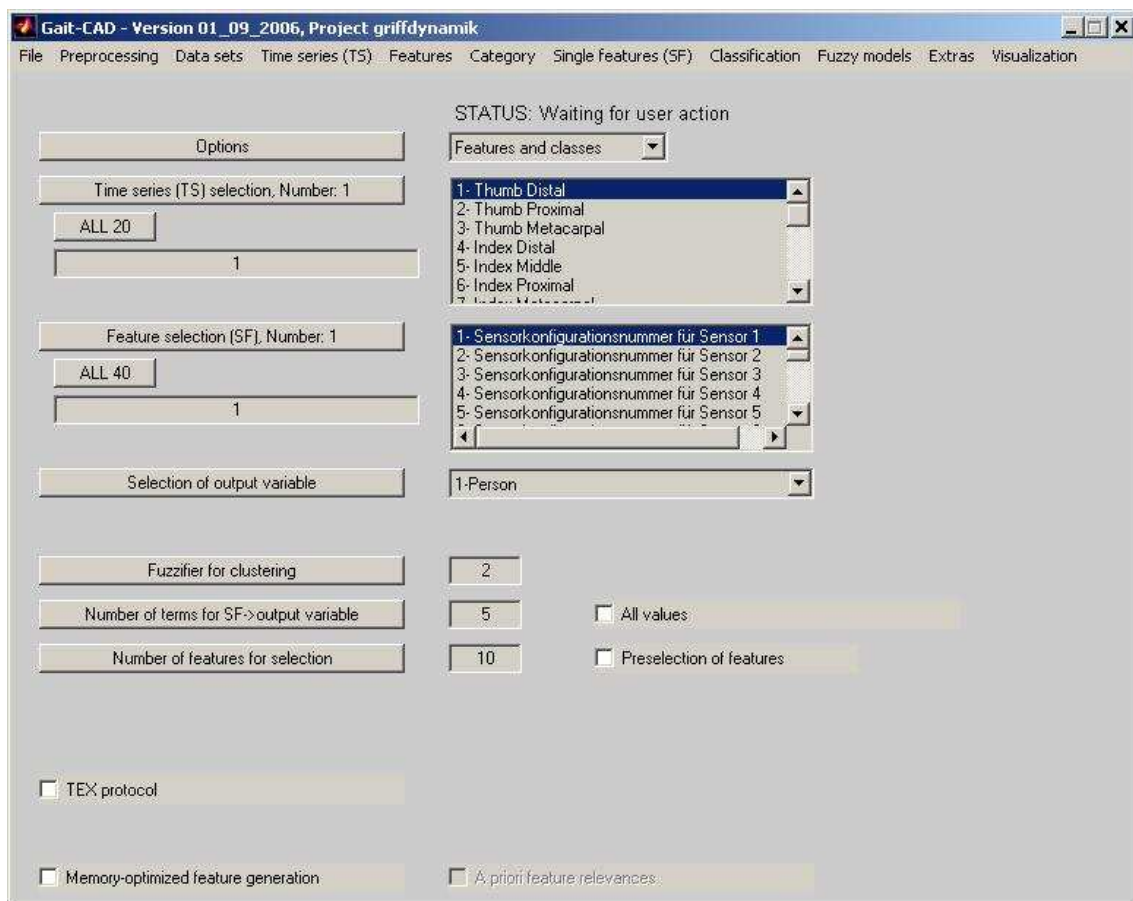 Gait-CAD - Version 01_09_2006, Project griffdynamik
File Preprocessing Data sets Time series (TS) Features Category Single features (SF) Classification Fuzzy models Extras Visualization
STATUS: Waiting for user action
Options
Features and classes
Time series (TS) selection, Number: 1
ALL 20
1
1- Thumb Distal
2- Thumb Proximal
3- Thumb Metacarpal
4- Index Distal
5- Index Middle
6- Index Proximal
7- Index Metacarpal
Feature selection (SF), Number: 1
ALL 40
1
1- Sensorkonfigurationsnummer für Sensor 1
2- Sensorkonfigurationsnummer für Sensor 2
3- Sensorkonfigurationsnummer für Sensor 3
4- Sensorkonfigurationsnummer für Sensor 4
5- Sensorkonfigurationsnummer für Sensor 5
Selection of output variable
1-Person
Fuzzifier for clustering
2
Number of terms for SF->output variable
5
All values
Number of features for selection
10
Preselection of features
TEX protocol
Memory-optimized feature generation
A priori feature relevances